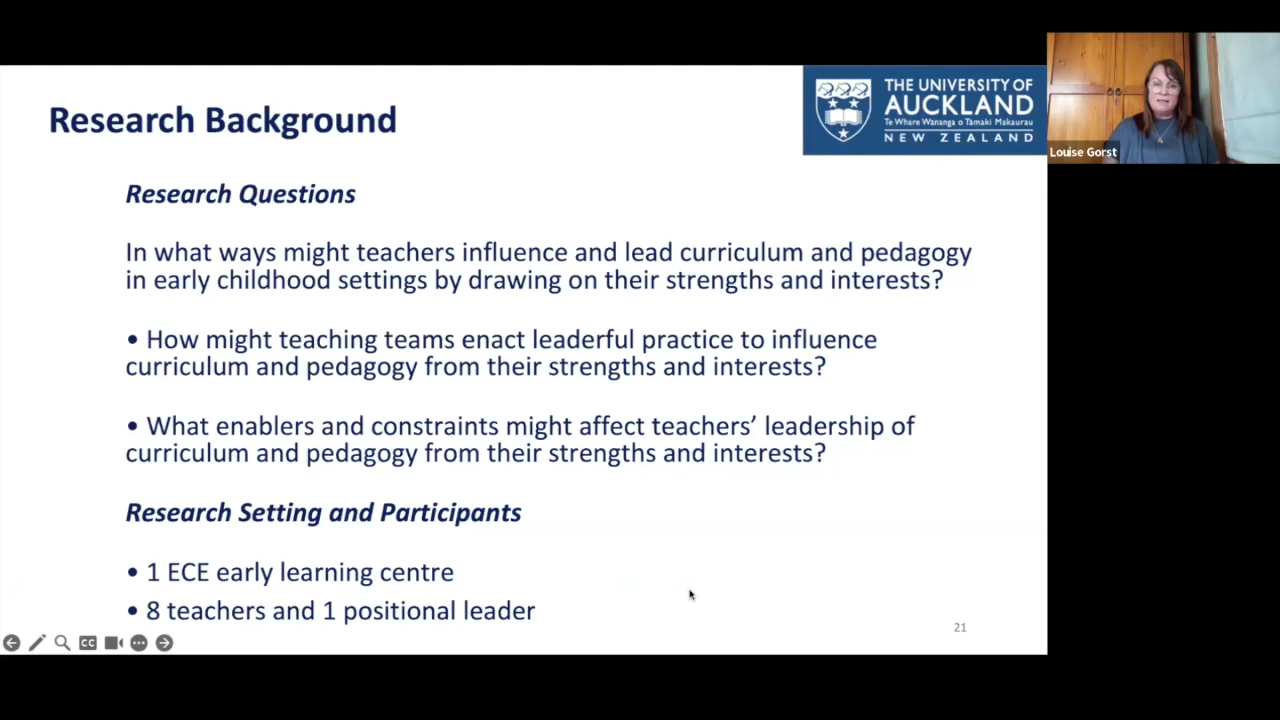 Research Background
THE UNIVERSITY OF
AUCKLAND
Te Whare Wānanga o Tāmaki Makaurau
NEW ZEALAND
Louise Gorst
Research Questions
In what ways might teachers influence and lead curriculum and pedagogy
in early childhood settings by drawing on their strengths and interests?
• How might teaching teams enact leaderful practice to influence
curriculum and pedagogy from their strengths and interests?
• What enablers and constraints might affect teachers’ leadership of
curriculum and pedagogy from their strengths and interests?
Research Setting and Participants
• 1 ECE early learning centre
• 8 teachers and 1 positional leader
21
CC